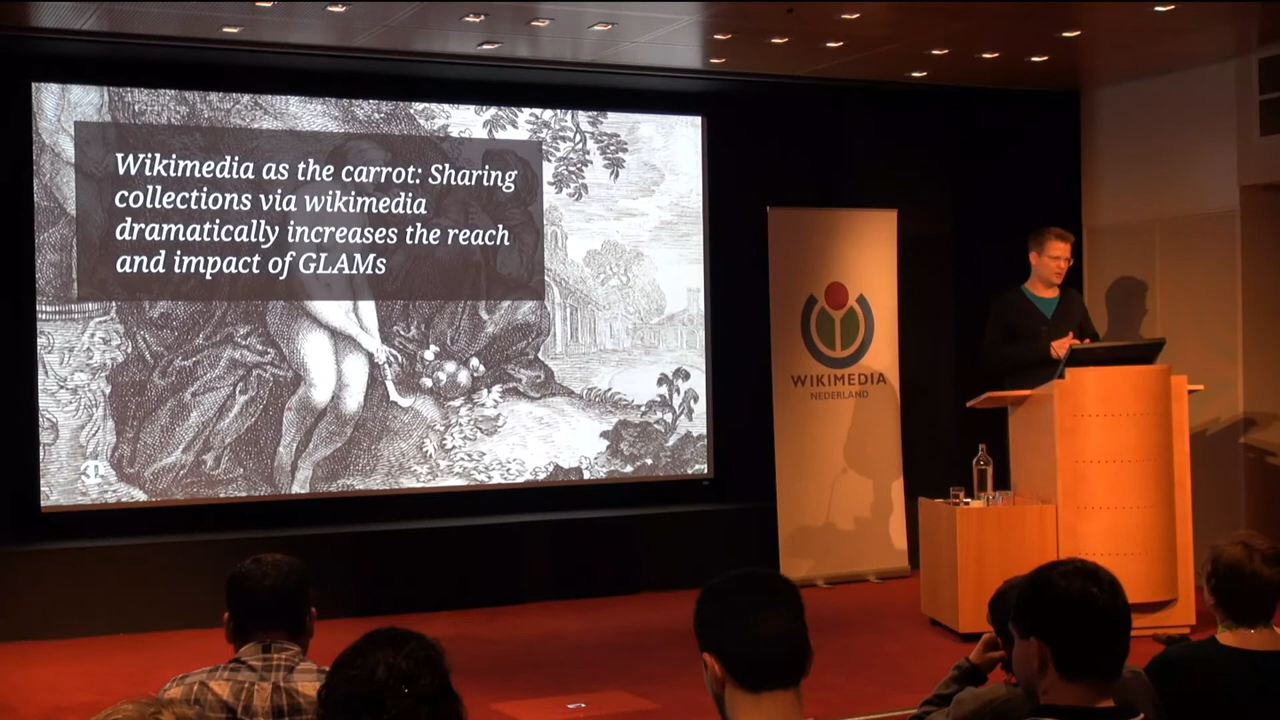 Wikimedia as the carrot: Sharing
collections via wikimedia
dramatically increases the reach
and impact of GLAMs
WIKIMEDIA
NEDERLAND